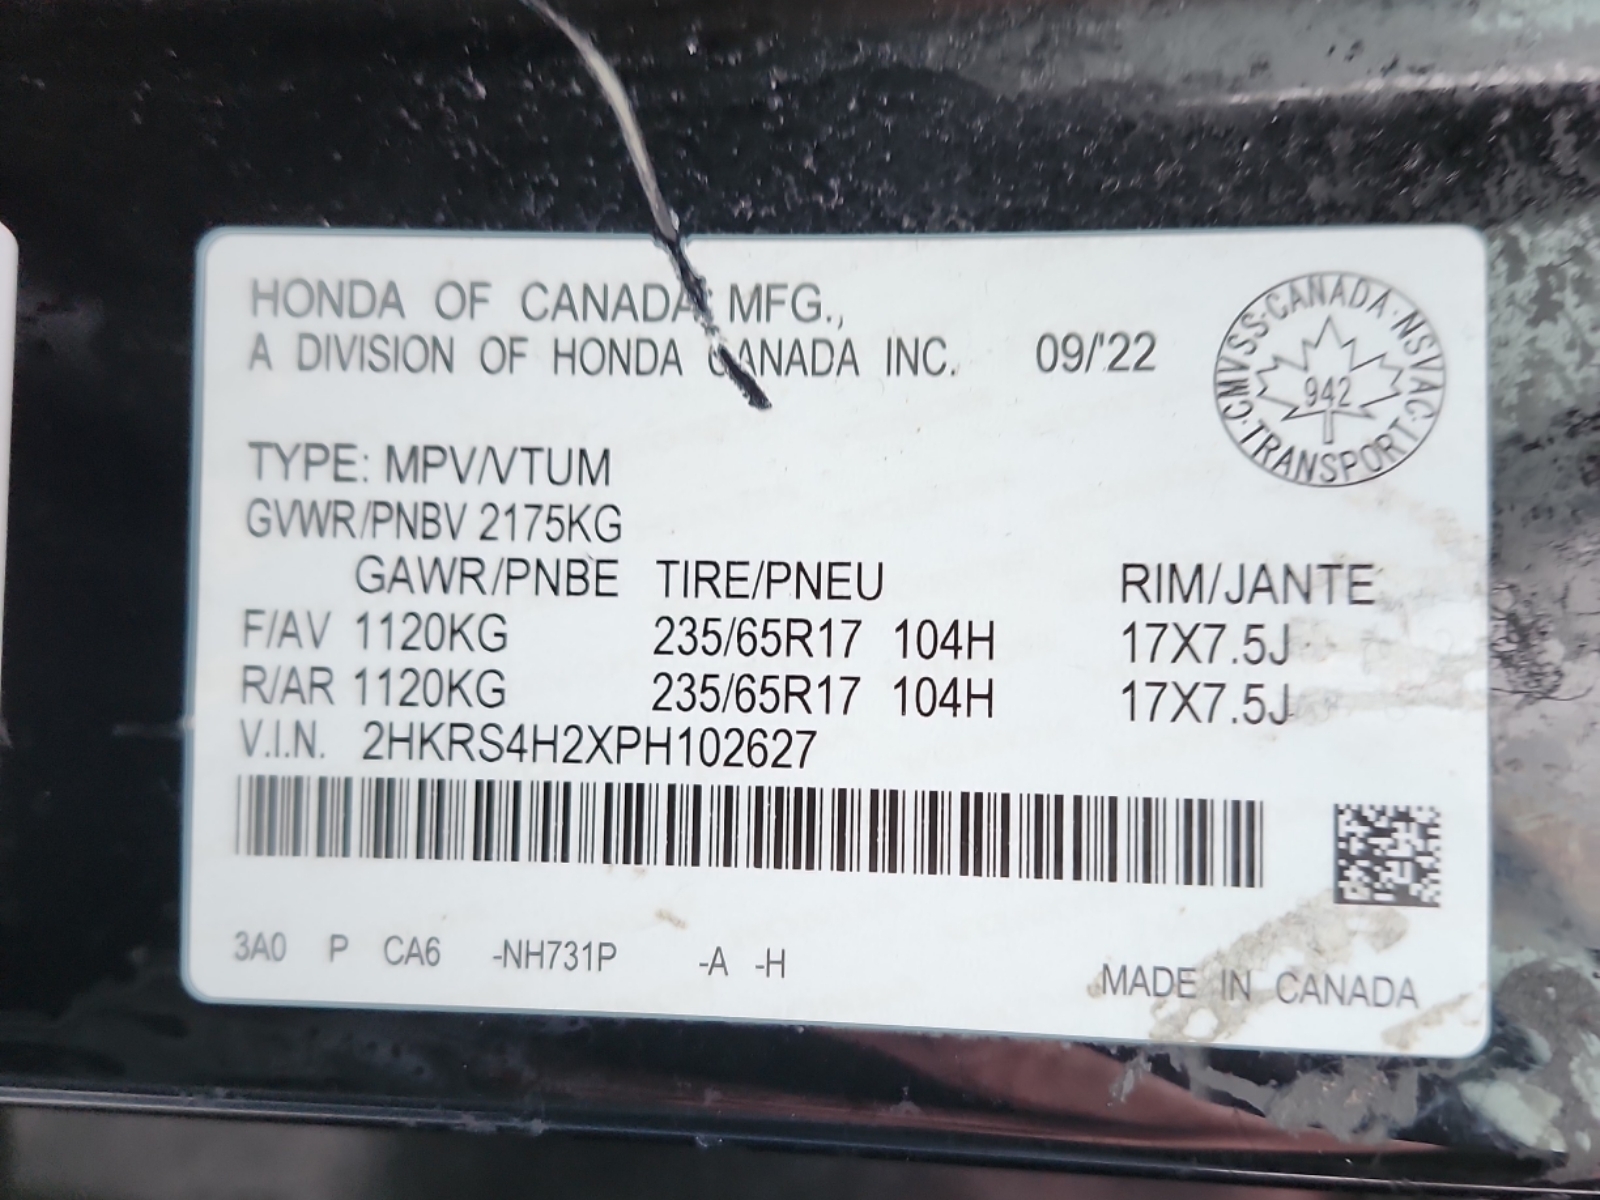 HONDA OF CANADA MFG.,
A DIVISION OF HONDA CANADA INC. 09/'22
CMVSS·CANADA·NSVAC·TRANSPORT·
942
TYPE: MPV/VTUM
GVWR/PNBV 2175KG
GAWR/PNBE TIRE/PNEU RIM/JANTE
F/AV 1120KG 235/65R17 104H 17X7.5J
R/AR 1120KG 235/65R17 104H 17X7.5J
V.I.N. 2HKRS4H2XPH102627
3A0 P CA6 -NH731P -A -H
MADE IN CANADA